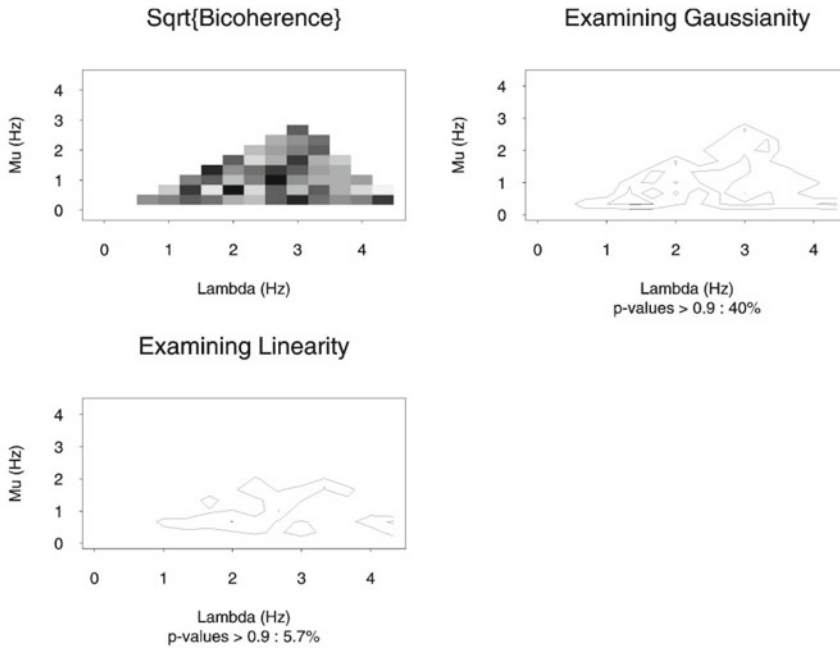 Sqrt{Bicoherence}
Mu (Hz)
4
3
2
1
0
0 1 2 3 4
Lambda (Hz)
Examining Gaussianity
Mu (Hz)
4
3
2
1
0
0 1 2 3 4
Lambda (Hz)
p-values > 0.9 : 40%
Examining Linearity
Mu (Hz)
4
3
2
1
0
0 1 2 3 4
Lambda (Hz)
p-values > 0.9 : 5.7%